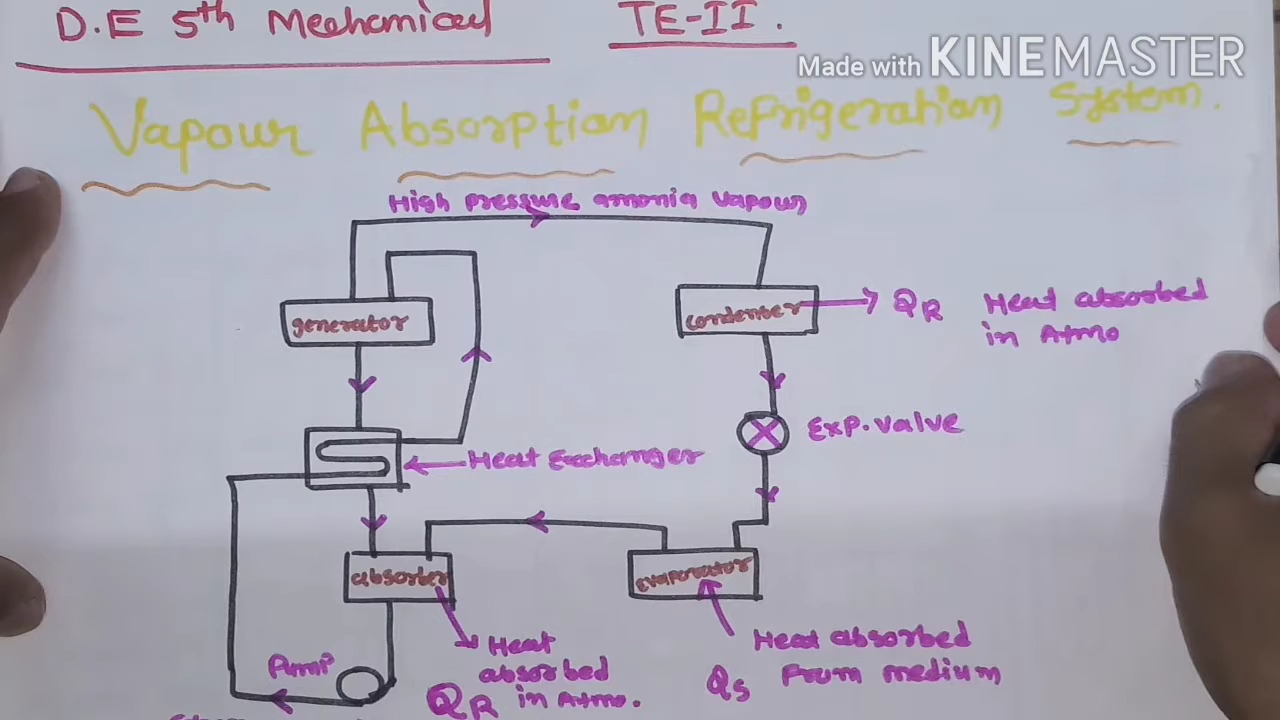 D.E 5th Mechanical TE-II.
Made with KINEMASTER
Vapour Absorption Refrigeration System.
High pressure amonia vapour
generator
condenser
QR Heat absorbed
in Atmo
Exp. valve
Heat Exchanger
absorber
evaporator
Heat
absorbed
in Atmo.
QR
Heat absorbed
From medium
Qs
Pump